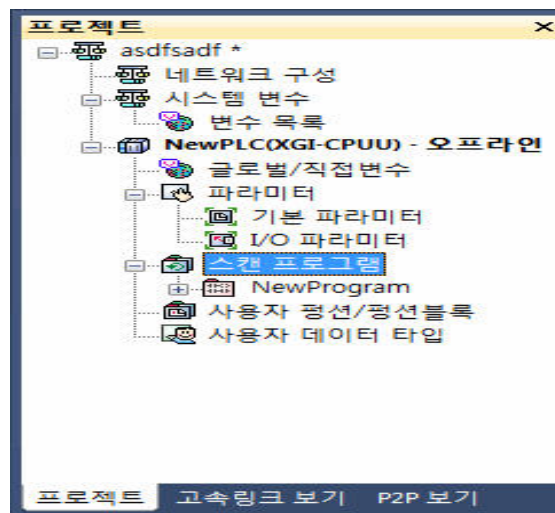 프로젝트
asdfsadf *
네트워크 구성
시스템 변수
변수 목록
NewPLC(XGI-CPUU) - 오프라인
글로벌/직접변수
파라미터
기본 파라미터
I/O 파라미터
스캔 프로그램
NewProgram
사용자 펑션/펑션블록
사용자 데이터 타입
프로젝트 고속링크 보기 P2P 보기